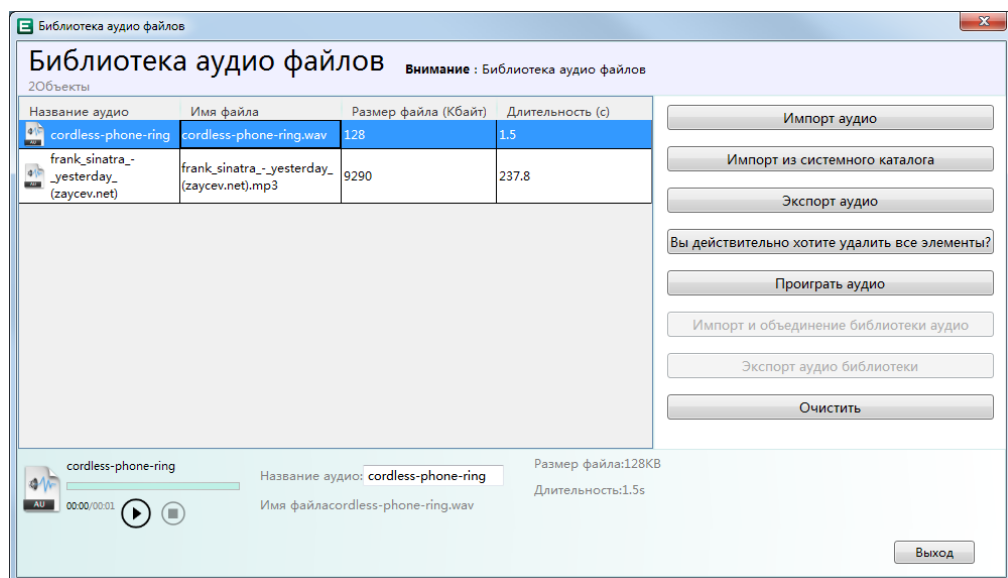 Библиотека аудио файлов
Библиотека аудио файлов
Внимание : Библиотека аудио файлов
2Объекты
Название аудио Имя файла Размер файла (Кбайт) Длительность (с)
cordless-phone-ring cordless-phone-ring.wav 128 1.5
frank_sinatra_-
_yesterday_
(zaycev.net)
frank_sinatra_-_yesterday_
(zaycev.net).mp3
9290 237.8
Импорт аудио
Импорт из системного каталога
Экспорт аудио
Вы действительно хотите удалить все элементы?
Проиграть аудио
Импорт и объединение библиотеки аудио
Экспорт аудио библиотеки
Очистить
cordless-phone-ring
00:00/00:01
AU
Название аудио: cordless-phone-ring
Имя файлаcordless-phone-ring.wav
Размер файла:128KB
Длительность:1.5s
Выход